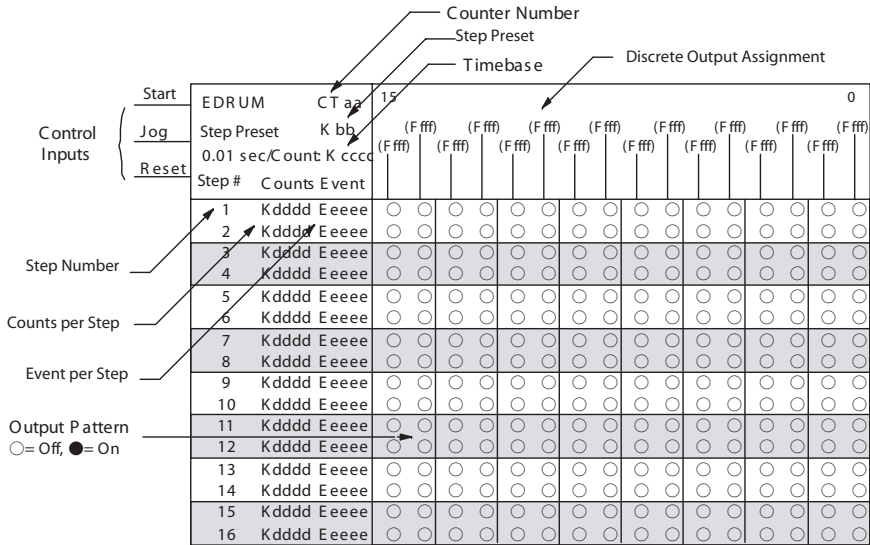 Counter Number
Step Preset
Timebase
Discrete Output Assignment
Control
Inputs
Start
Jog
Reset
EDRUM CT aa
Step Preset K bb
0.01 sec/Count: K cccc
Step # Counts Event
15 0
(F fff) (F fff) (F fff) (F fff) (F fff) (F fff) (F fff) (F fff)
(F fff) (F fff) (F fff) (F fff) (F fff) (F fff) (F fff) (F fff)
1 Kdddd Eeeee
2 Kdddd Eeeee
3 Kdddd Eeeee
4 Kdddd Eeeee
5 Kdddd Eeeee
6 Kdddd Eeeee
7 Kdddd Eeeee
8 Kdddd Eeeee
9 Kdddd Eeeee
10 Kdddd Eeeee
11 Kdddd Eeeee
12 Kdddd Eeeee
13 Kdddd Eeeee
14 Kdddd Eeeee
15 Kdddd Eeeee
16 Kdddd Eeeee
Step Number
Counts per Step
Event per Step
Output Pattern
○= Off, ●= On